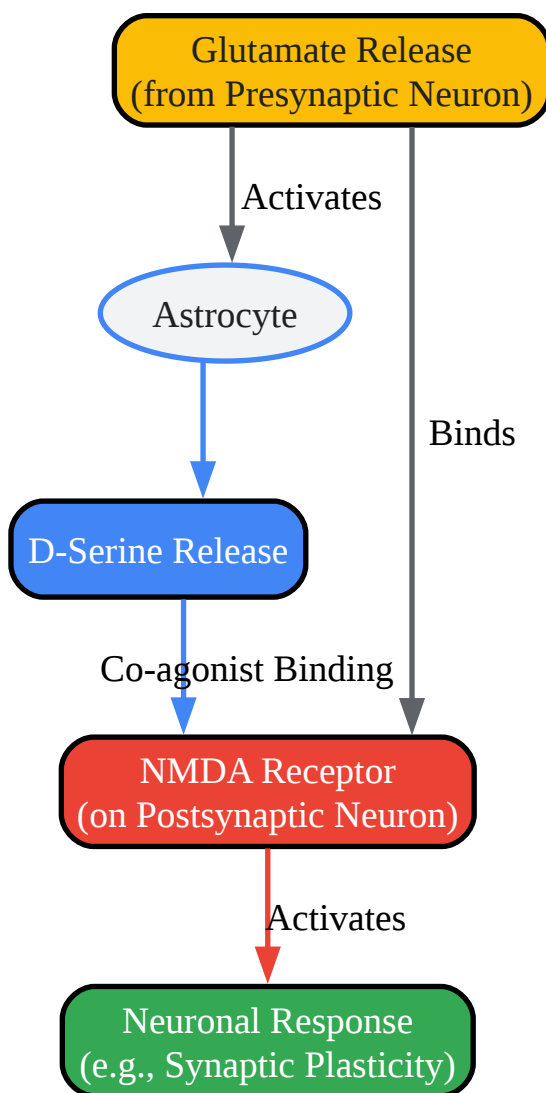 Glutamate Release
(from Presynaptic Neuron)
Activates
Astrocyte
Binds
D-Serine Release
Co-agonist Binding
NMDA Receptor
(on Postsynaptic Neuron)
Activates
Neuronal Response
(e.g., Synaptic Plasticity)